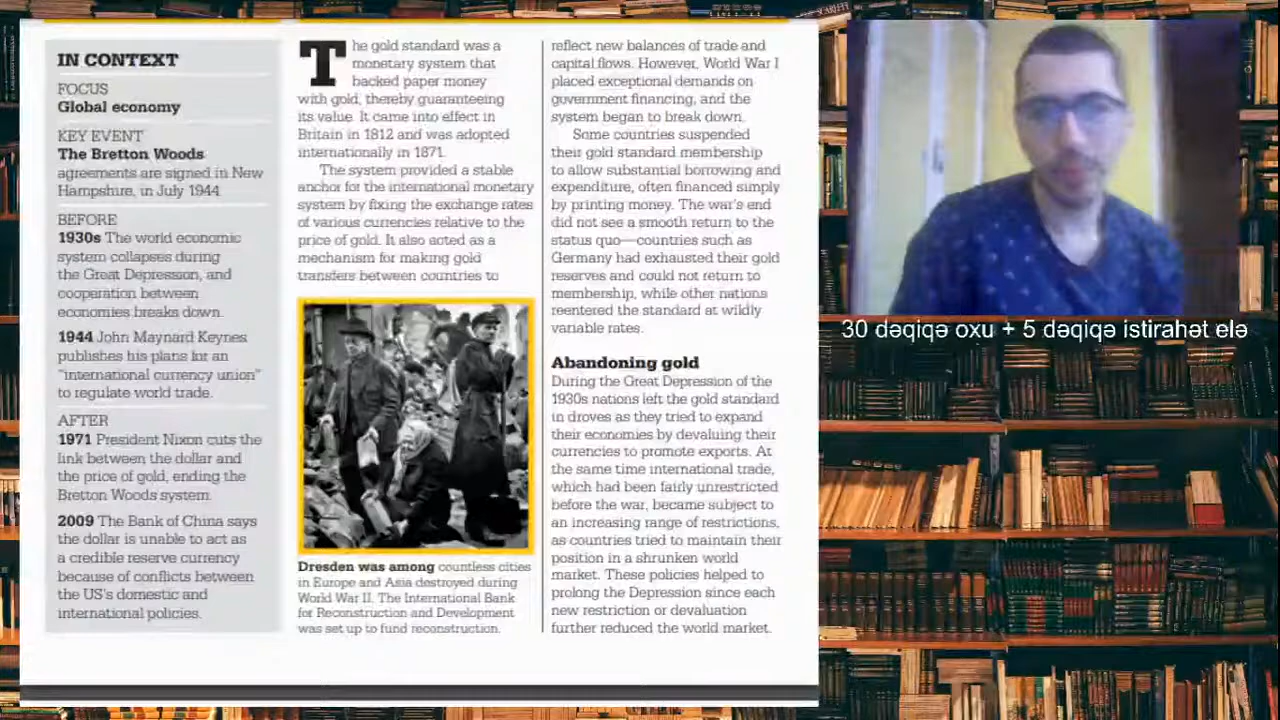 IN CONTEXT
FOCUS
Global economy
KEY EVENT
The Bretton Woods
agreements are signed in New
Hampshire, in July 1944
BEFORE
1930s The world economic
system collapses during
the Great Depression, and
cooperation between
economies breaks down.
1944 John Maynard Keynes
publishes his plans for an
"international currency union"
to regulate world trade.
AFTER
1971 President Nixon cuts the
link between the dollar and
the price of gold, ending the
Bretton Woods system.
2009 The Bank of China says
the dollar is unable to act as
a credible reserve currency
because of conflicts between
the US's domestic and
international policies.
The gold standard was a
monetary system that
backed paper money
with gold, thereby guaranteeing
its value. It came into effect in
Britain in 1812 and was adopted
internationally in 1871.
The system provided a stable
anchor for the international monetary
system by fixing the exchange rates
of various currencies relative to the
price of gold. It also acted as a
mechanism for making gold
transfers between countries to
Dresden was among countless cities
in Europe and Asia destroyed during
World War II. The International Bank
for Reconstruction and Development
was set up to fund reconstruction.
reflect new balances of trade and
capital flows. However, World War I
placed exceptional demands on
government financing, and the
system began to break down.
Some countries suspended
their gold standard membership
to allow substantial borrowing and
expenditure, often financed simply
by printing money. The war's end
did not see a smooth return to the
status quo—countries such as
Germany had exhausted their gold
reserves and could not return to
membership, while other nations
reentered the standard at wildly
variable rates.
Abandoning gold
During the Great Depression of the
1930s nations left the gold standard
in droves as they tried to expand
their economies by devaluing their
currencies to promote exports. At
the same time international trade,
which had been fairly unrestricted
before the war, became subject to
an increasing range of restrictions,
as countries tried to maintain their
position in a shrunken world
market. These policies helped to
prolong the Depression since each
new restriction or devaluation
further reduced the world market.
30 dəqiqə oxu + 5 dəqiqə istirahət elə